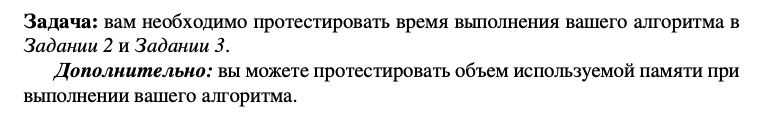 Задача: вам необходимо протестировать время выполнения вашего алгоритма в
Задании 2 и Задании 3.
Дополнительно: вы можете протестировать объем используемой памяти при
выполнении вашего алгоритма.